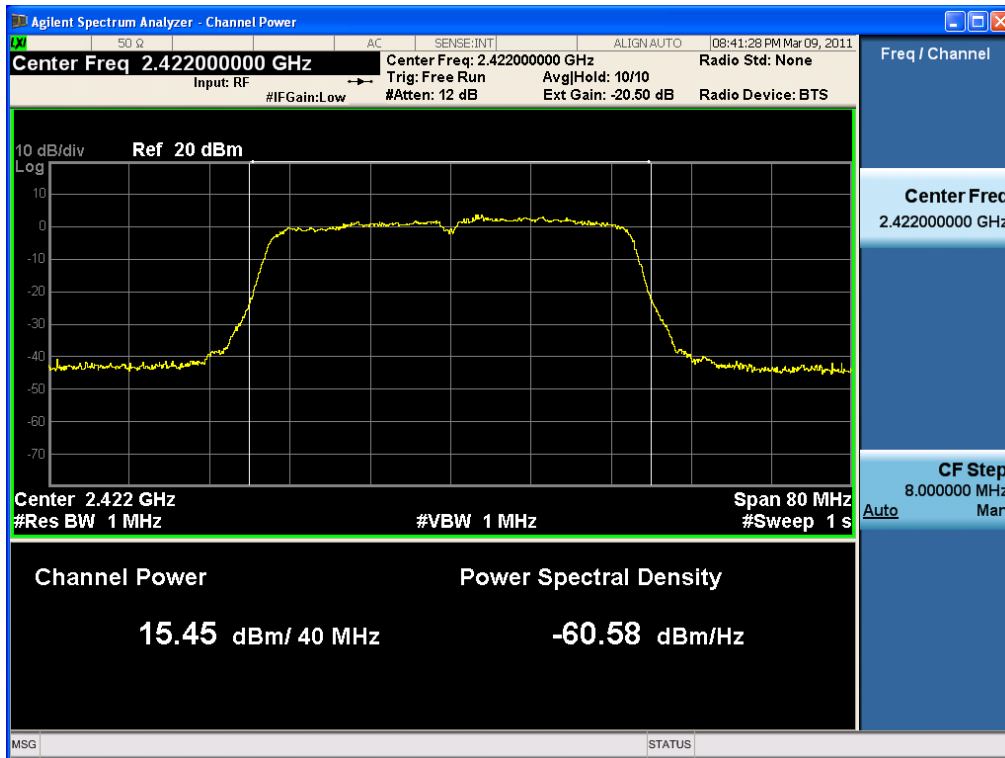 Agilent Spectrum Analyzer - Channel Power
LXI 50 Ω AC SENSE:INT ALIGN AUTO 08:41:28 PM Mar 09, 2011
Center Freq 2.422000000 GHz
Input: RF
#IFGain:Low
Center Freq: 2.422000000 GHz
Trig: Free Run Avg|Hold: 10/10
#Atten: 12 dB Ext Gain: -20.50 dB
Radio Std: None
Radio Device: BTS
Freq / Channel
10 dB/div Ref 20 dBm
Log
10
0
-10
-20
-30
-40
-50
-60
-70
Center 2.422 GHz Span 80 MHz
#Res BW 1 MHz #VBW 1 MHz #Sweep 1 s
Center Freq
2.422000000 GHz
CF Step
8.000000 MHz
Auto Man
Channel Power Power Spectral Density
15.45 dBm/ 40 MHz -60.58 dBm/Hz
MSG STATUS